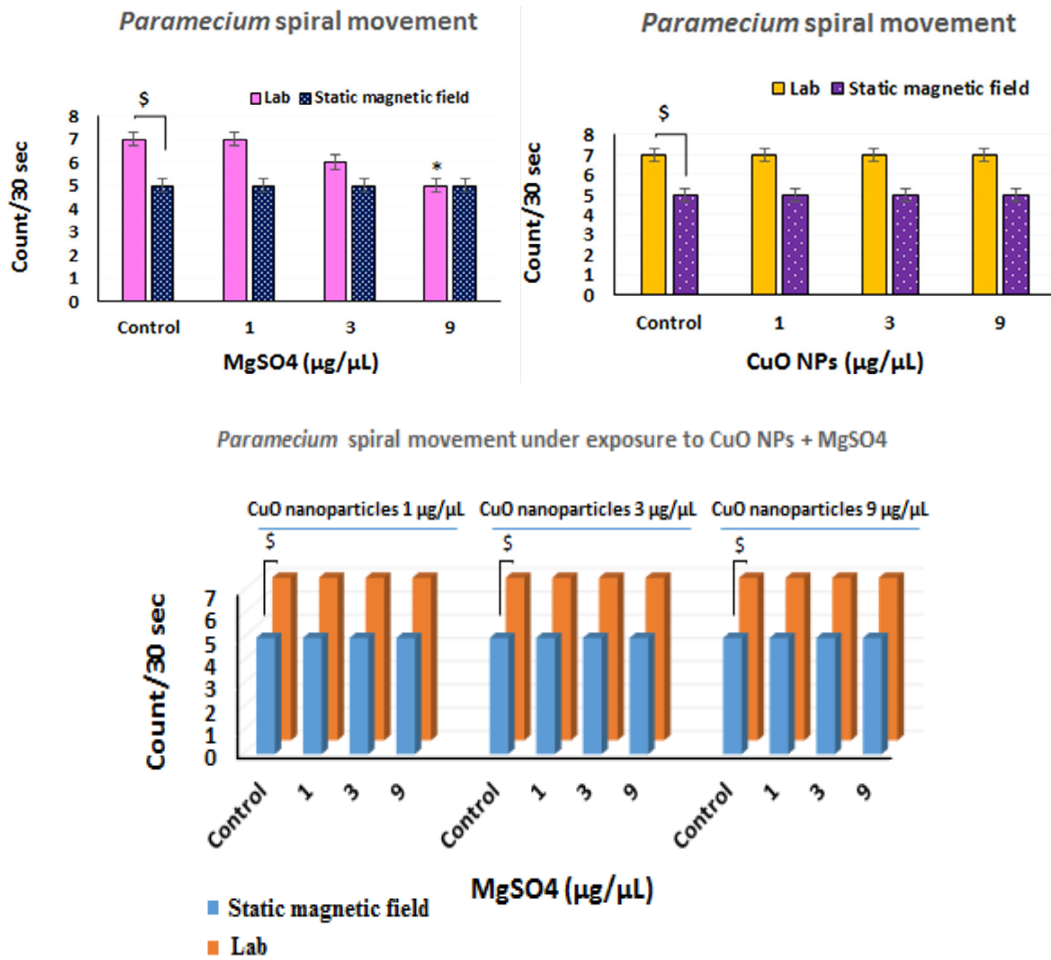 Paramecium spiral movement
$
Lab Static magnetic field
8
7
6
5
4
3
2
1
0
*
Count/30 sec
Control 1 3 9
MgSO4 (µg/µL)
Paramecium spiral movement
Lab Static magnetic field
$
8
7
6
5
4
3
2
1
0
Count/30 sec
Control 1 3 9
CuO NPs (µg/µL)
Paramecium spiral movement under exposure to CuO NPs + MgSO4
CuO nanoparticles 1 µg/µL CuO nanoparticles 3 µg/µL CuO nanoparticles 9 µg/µL
$ $ $
7
6
5
4
3
2
1
0
Count/30 sec
Control 1 3 9 Control 1 3 9 Control 1 3 9
MgSO4 (µg/µL)
Static magnetic field
Lab